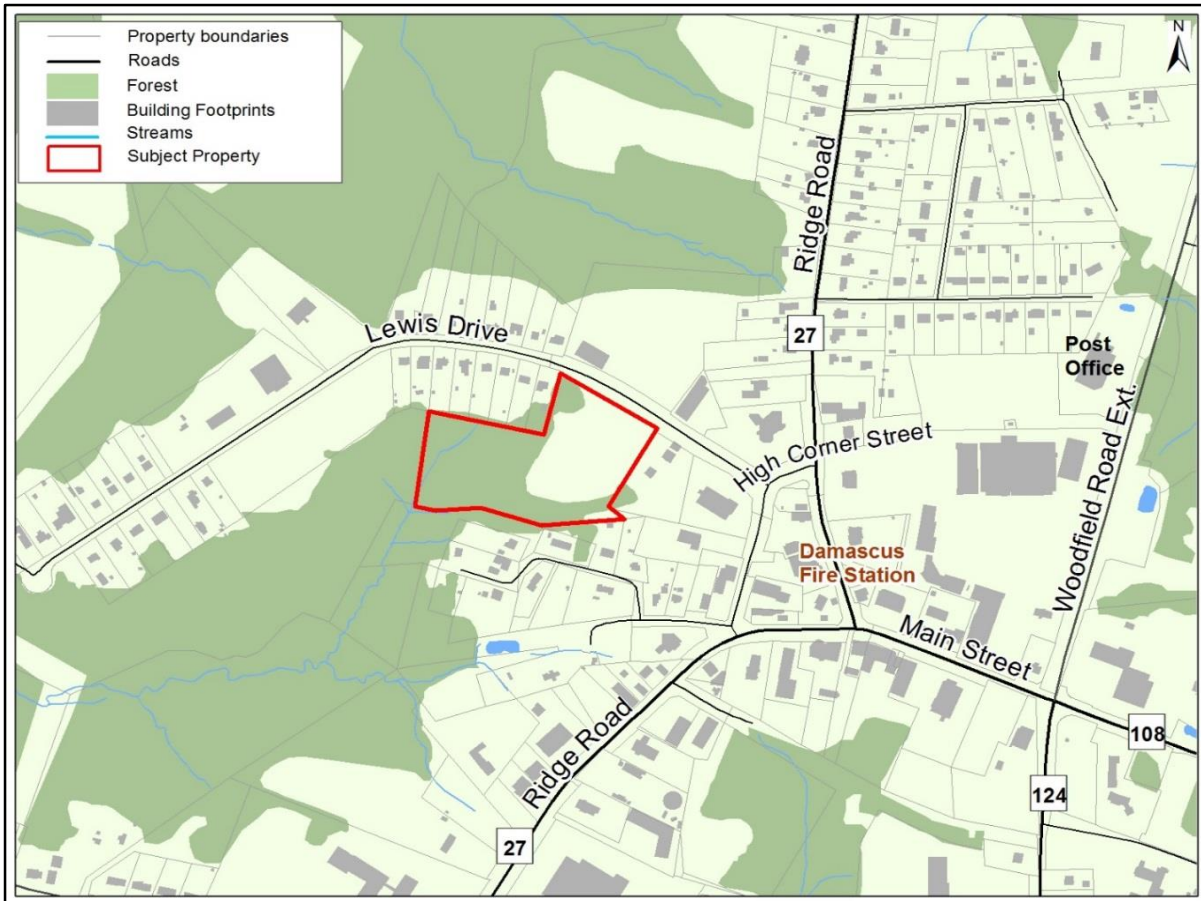 Property boundaries
Roads
Forest
Building Footprints
Streams
Subject Property
N
Ridge Road
27
Lewis Drive
Post
Office
High Corner Street
Woodfield Road Ext.
Damascus
Fire Station
Main Street
108
Ridge Road
124
27